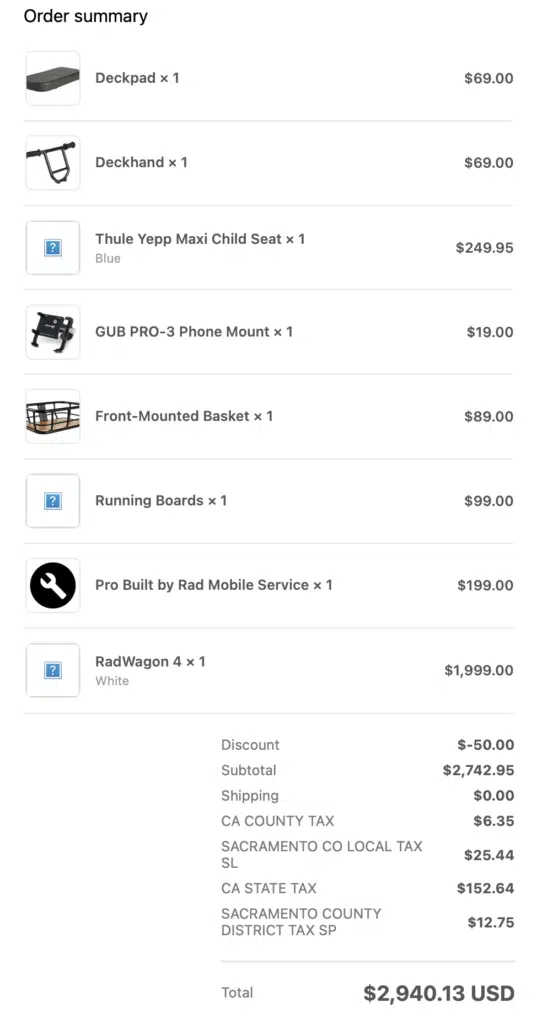 Order summary
Deckpad × 1
$69.00
Deckhand × 1
$69.00
Thule Yepp Maxi Child Seat × 1
Blue
$249.95
GUB PRO-3 Phone Mount × 1
$19.00
Front-Mounted Basket × 1
$89.00
Running Boards × 1
$99.00
Pro Built by Rad Mobile Service × 1
$199.00
RadWagon 4 × 1
White
$1,999.00
Discount $-50.00
Subtotal $2,742.95
Shipping $0.00
CA COUNTY TAX $6.35
SACRAMENTO CO LOCAL TAX
SL
$25.44
CA STATE TAX $152.64
SACRAMENTO COUNTY
DISTRICT TAX SP
$12.75
Total $2,940.13 USD